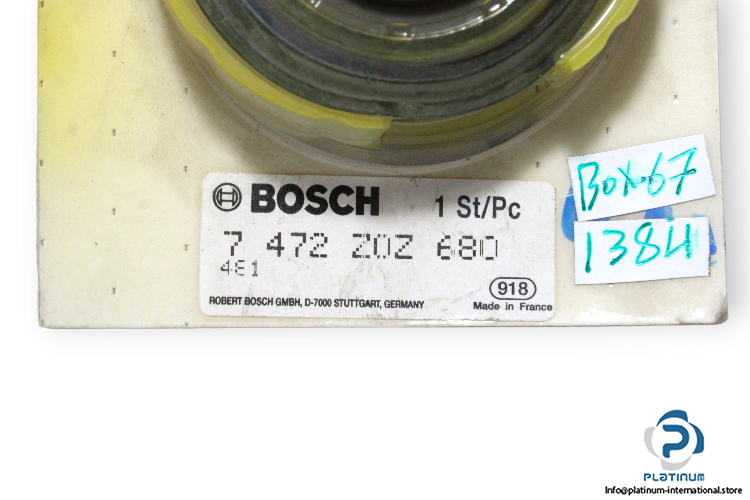 BOSCH 1 St/Pc
7 472 Z0Z 680
481
918
ROBERT BOSCH GMBH, D-7000 STUTTGART, GERMANY
Made in France
Box.67
1384
PLATINUM
Info@platinum-international.store